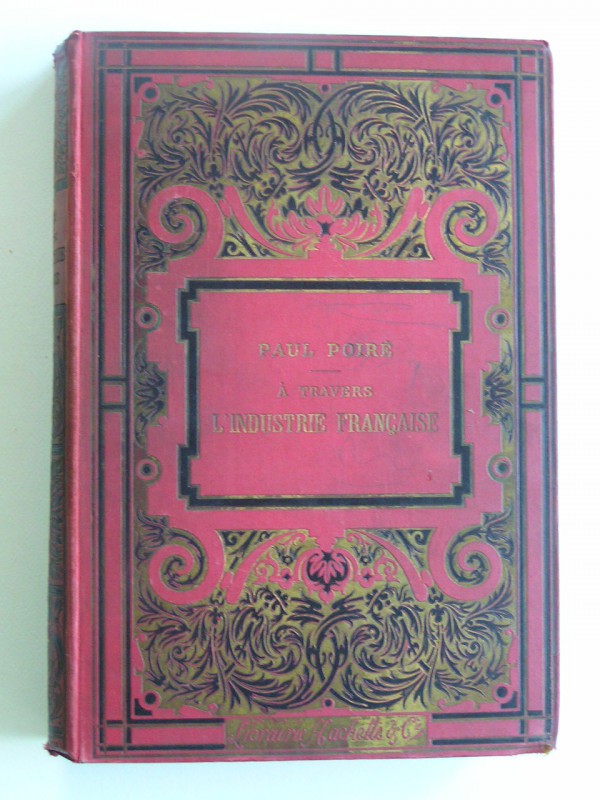 PAUL POIRÉ
À TRAVERS
L'INDUSTRIE FRANÇAISE
Librairie Hachette & Cie